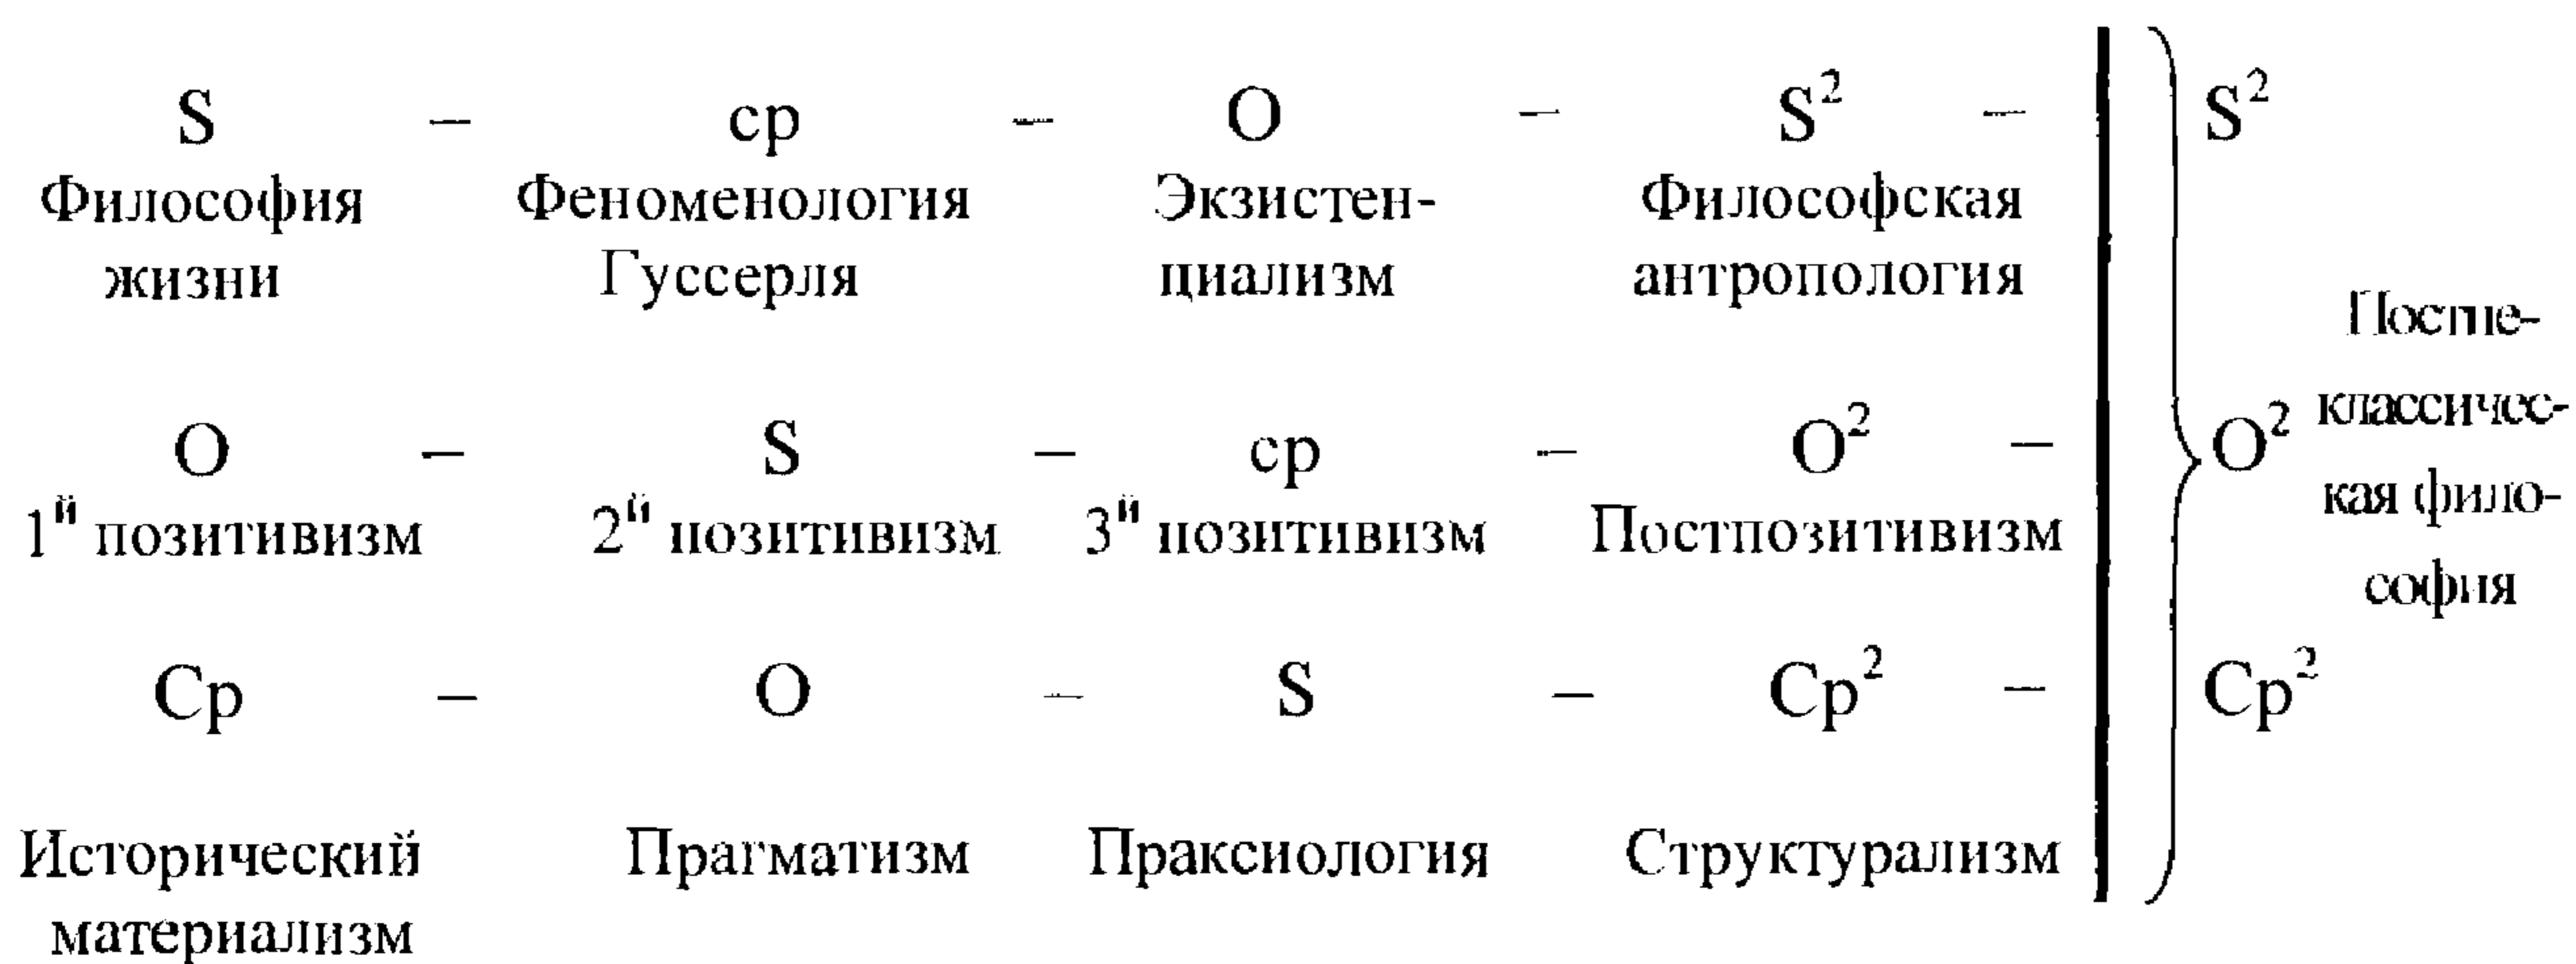 S – ср – O – S² – S²
Философия Феноменология Экзистен- Философская
жизни Гуссерля циализм антропология
Постне-
O – S – ср – O² – O² классичес-
кая фило-
1й позитивизм 2й позитивизм 3й позитивизм Постпозитивизм
софия
Ср – O – S – Ср² – Ср²
Исторический Прагматизм Праксиология Структурализм
материализм